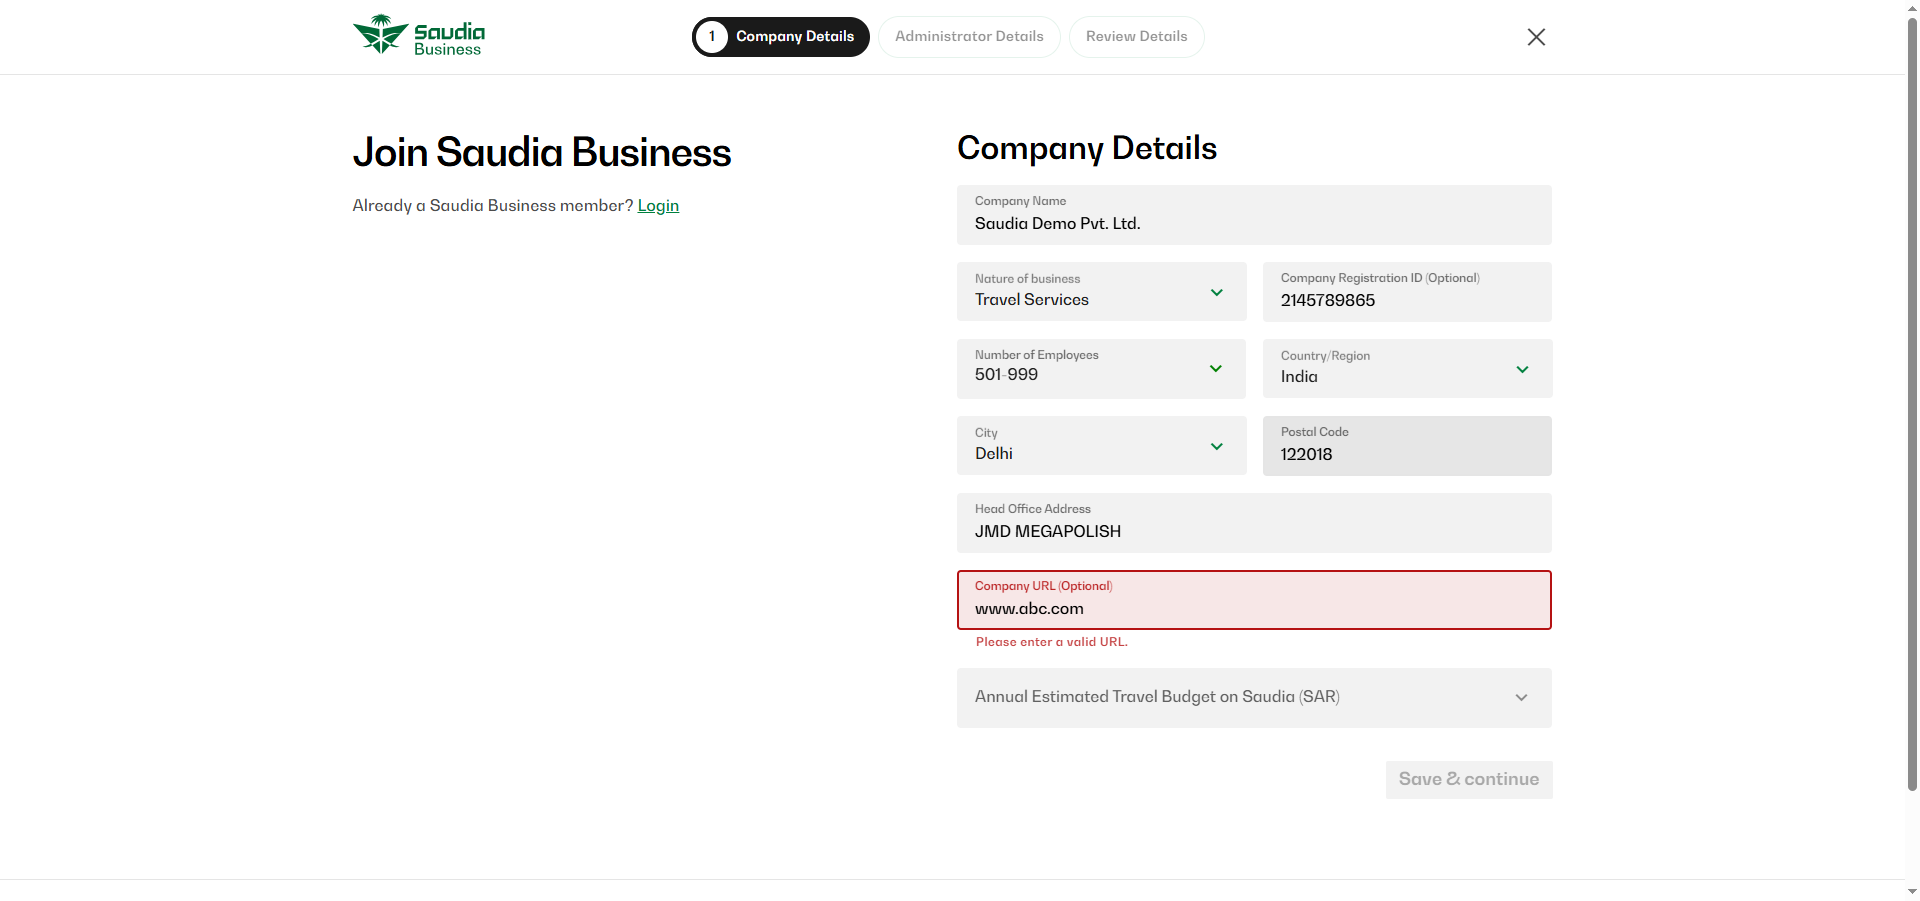 Saudia
Business
1
Company Details
Administrator Details
Review Details
Join Saudia Business
Already a Saudia Business member? Login
Company Details
Company Name
Saudia Demo Pvt. Ltd.
Nature of business
Travel Services
Company Registration ID (Optional)
2145789865
Number of Employees
501-999
Country/Region
India
City
Delhi
Postal Code
122018
Head Office Address
JMD MEGAPOLISH
Company URL (Optional)
www.abc.com
Please enter a valid URL.
Annual Estimated Travel Budget on Saudia (SAR)
Save & continue